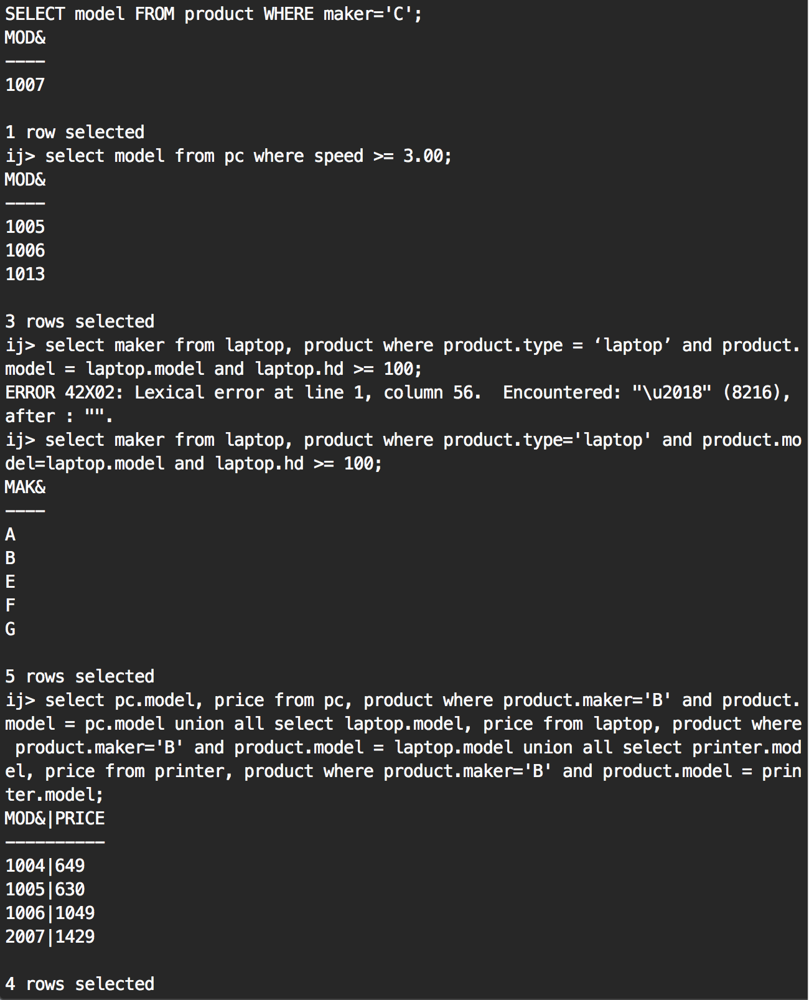 SELECT model FROM product WHERE maker='C';
MOD&
----
1007
1 row selected
ij> select model from pc where speed >= 3.00;
MOD&
----
1005
1006
1013
3 rows selected
ij> select maker from laptop, product where product.type = ‘laptop’ and product.
model = laptop.model and laptop.hd >= 100;
ERROR 42X02: Lexical error at line 1, column 56.  Encountered: "\u2018" (8216),
after : "".
ij> select maker from laptop, product where product.type='laptop' and product.mo
del=laptop.model and laptop.hd >= 100;
MAK&
----
A
B
E
F
G
5 rows selected
ij> select pc.model, price from pc, product where product.maker='B' and product.
model = pc.model union all select laptop.model, price from laptop, product where
 product.maker='B' and product.model = laptop.model union all select printer.mod
el, price from printer, product where product.maker='B' and product.model = prin
ter.model;
MOD&|PRICE
----------
1004|649
1005|630
1006|1049
2007|1429
4 rows selected